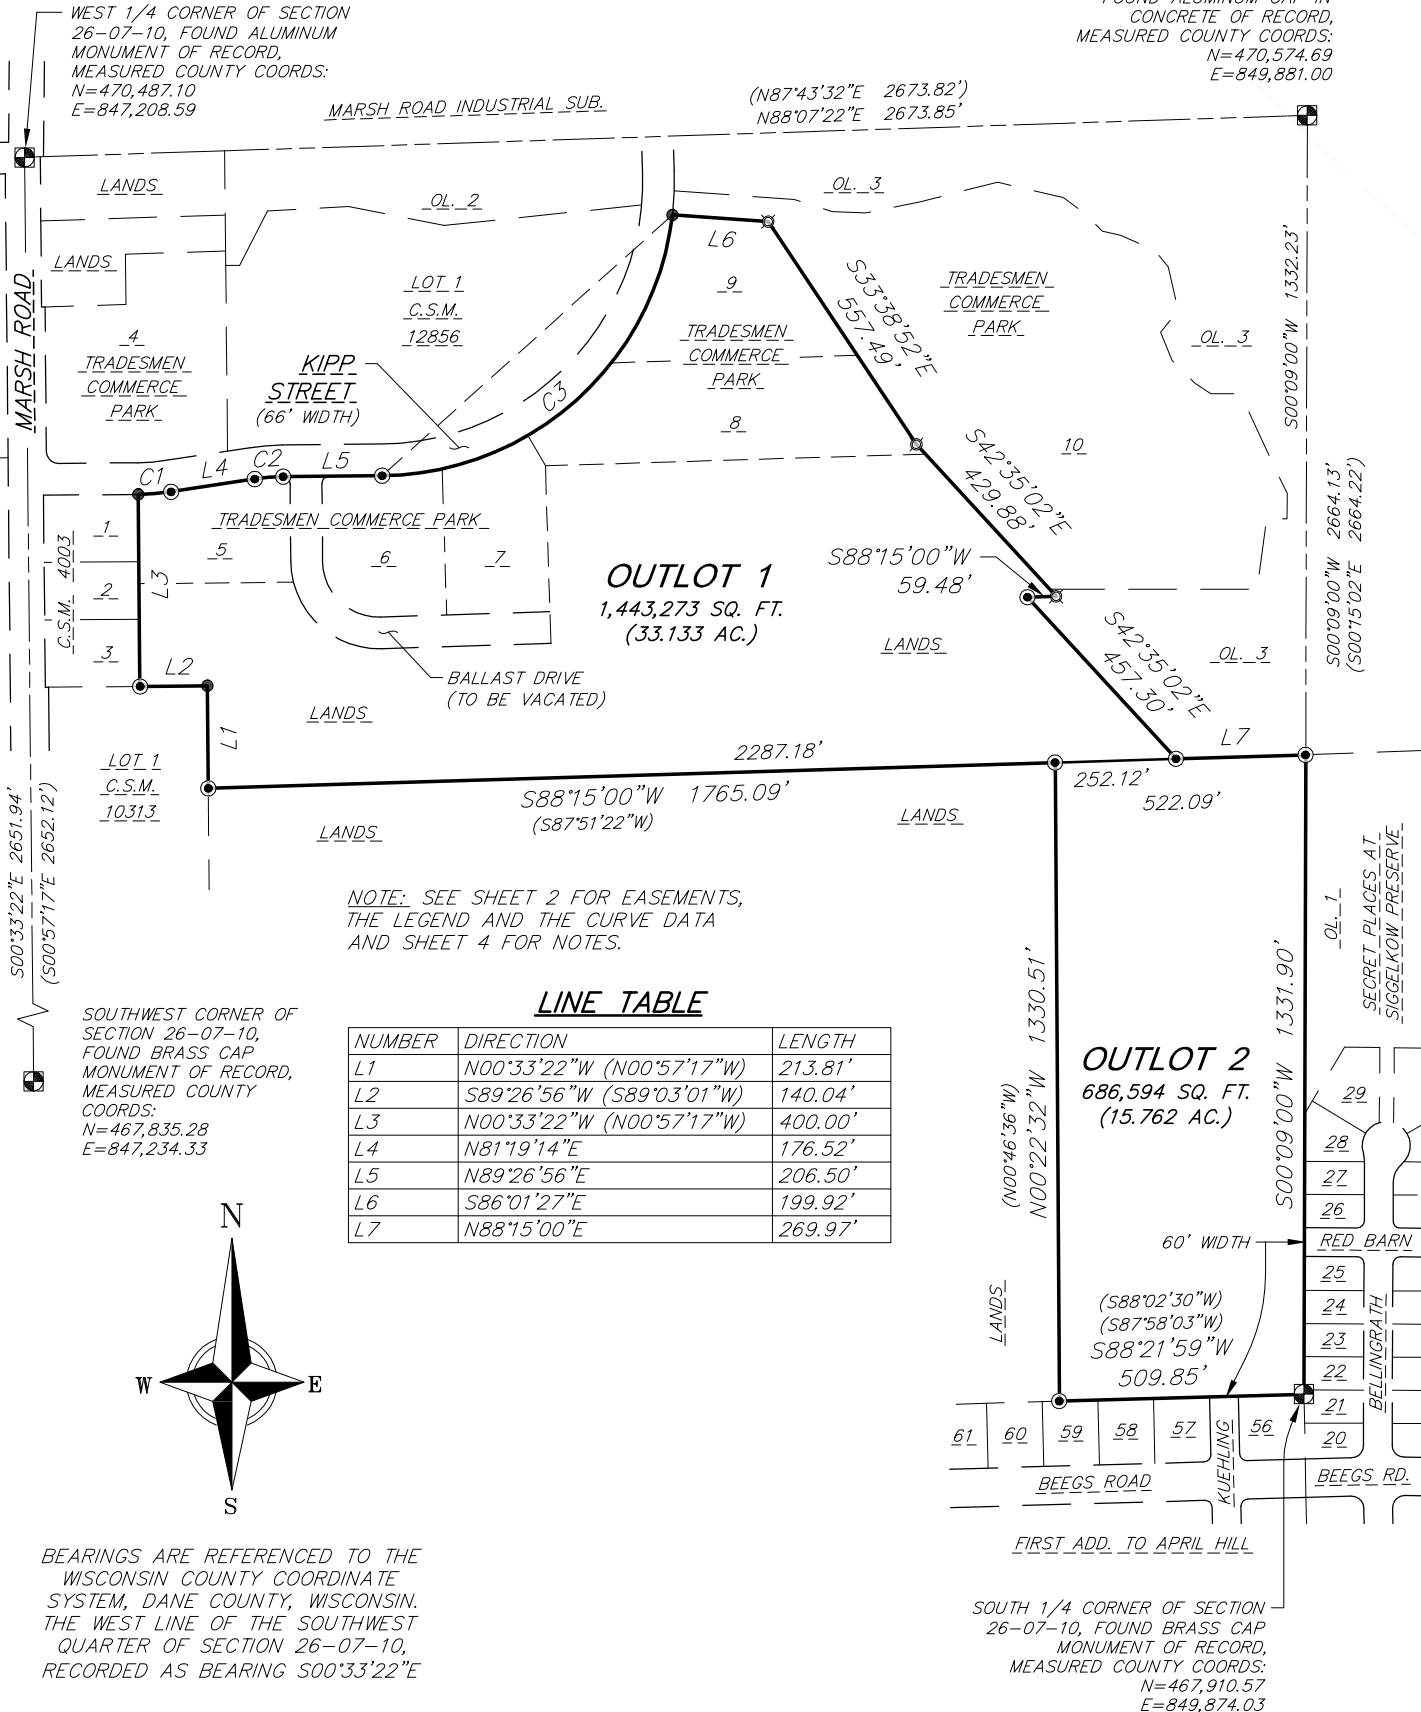 WEST 1/4 CORNER OF SECTION
26-07-10, FOUND ALUMINUM
MONUMENT OF RECORD,
MEASURED COUNTY COORDS:
N=470,487.10
E=847,208.59
FOUND ALUMINUM CAP IN
CONCRETE OF RECORD,
MEASURED COUNTY COORDS:
N=470,574.69
E=849,881.00
MARSH ROAD INDUSTRIAL SUB.
(N87°43'32"E 2673.82')
N88°07'22"E 2673.85'
LANDS
OL. 2
OL. 3
L6
LANDS
LOT 1
C.S.M.
12856
9
S33°38'52"E
557.49'
TRADESMEN
COMMERCE
PARK
S00°09'00"W 1332.23'
MARSH ROAD
4
TRADESMEN
COMMERCE
PARK
KIPP
STREET
(66' WIDTH)
C3
TRADESMEN
COMMERCE
PARK
8
OL. 3
10
C1
L4
C2
L5
S42°35'02"E
429.88'
S00°09'00"W 2664.13'
(S00°15'02"E 2664.22')
TRADESMEN COMMERCE PARK
1
2
3
C.S.M. 4003
L3
5
6
7
OUTLOT 1
1,443,273 SQ. FT.
(33.133 AC.)
S88°15'00"W
59.48'
LANDS
S42°35'02"E
457.30'
OL. 3
L2
BALLAST DRIVE
(TO BE VACATED)
LANDS
L1
L7
LOT 1
C.S.M.
10313
2287.18'
S88°15'00"W 1765.09'
(S87°51'22"W)
252.12'
522.09'
LANDS
LANDS
S00°33'22"E 2651.94'
(S00°57'17"E 2652.12')
NOTE: SEE SHEET 2 FOR EASEMENTS,
THE LEGEND AND THE CURVE DATA
AND SHEET 4 FOR NOTES.
SECRET PLACES AT
SIGGELKOW PRESERVE
OL. 1
SOUTHWEST CORNER OF
SECTION 26-07-10,
FOUND BRASS CAP
MONUMENT OF RECORD,
MEASURED COUNTY
COORDS:
N=467,835.28
E=847,234.33
LINE TABLE
NUMBER DIRECTION LENGTH
L1 N00°33'22"W (N00°57'17"W) 213.81'
L2 S89°26'56"W (S89°03'01"W) 140.04'
L3 N00°33'22"W (N00°57'17"W) 400.00'
L4 N81°19'14"E 176.52'
L5 N89°26'56"E 206.50'
L6 S86°01'27"E 199.92'
L7 N88°15'00"E 269.97'
(N00°46'36"W)
N00°22'32"W 1330.51'
OUTLOT 2
686,594 SQ. FT.
(15.762 AC.)
S00°09'00"W 1331.90'
29
28
27
26
60' WIDTH
RED BARN
25
24
23
22
21
20
BELLINGRATH
LANDS
(S88°02'30"W)
(S87°58'03"W)
S88°21'59"W
509.85'
N
W
E
S
61
60
59
58
57
56
KUEHLING
BEEGS ROAD
BEEGS RD.
FIRST ADD. TO APRIL HILL
BEARINGS ARE REFERENCED TO THE
WISCONSIN COUNTY COORDINATE
SYSTEM, DANE COUNTY, WISCONSIN.
THE WEST LINE OF THE SOUTHWEST
QUARTER OF SECTION 26-07-10,
RECORDED AS BEARING S00°33'22"E
SOUTH 1/4 CORNER OF SECTION
26-07-10, FOUND BRASS CAP
MONUMENT OF RECORD,
MEASURED COUNTY COORDS:
N=467,910.57
E=849,874.03